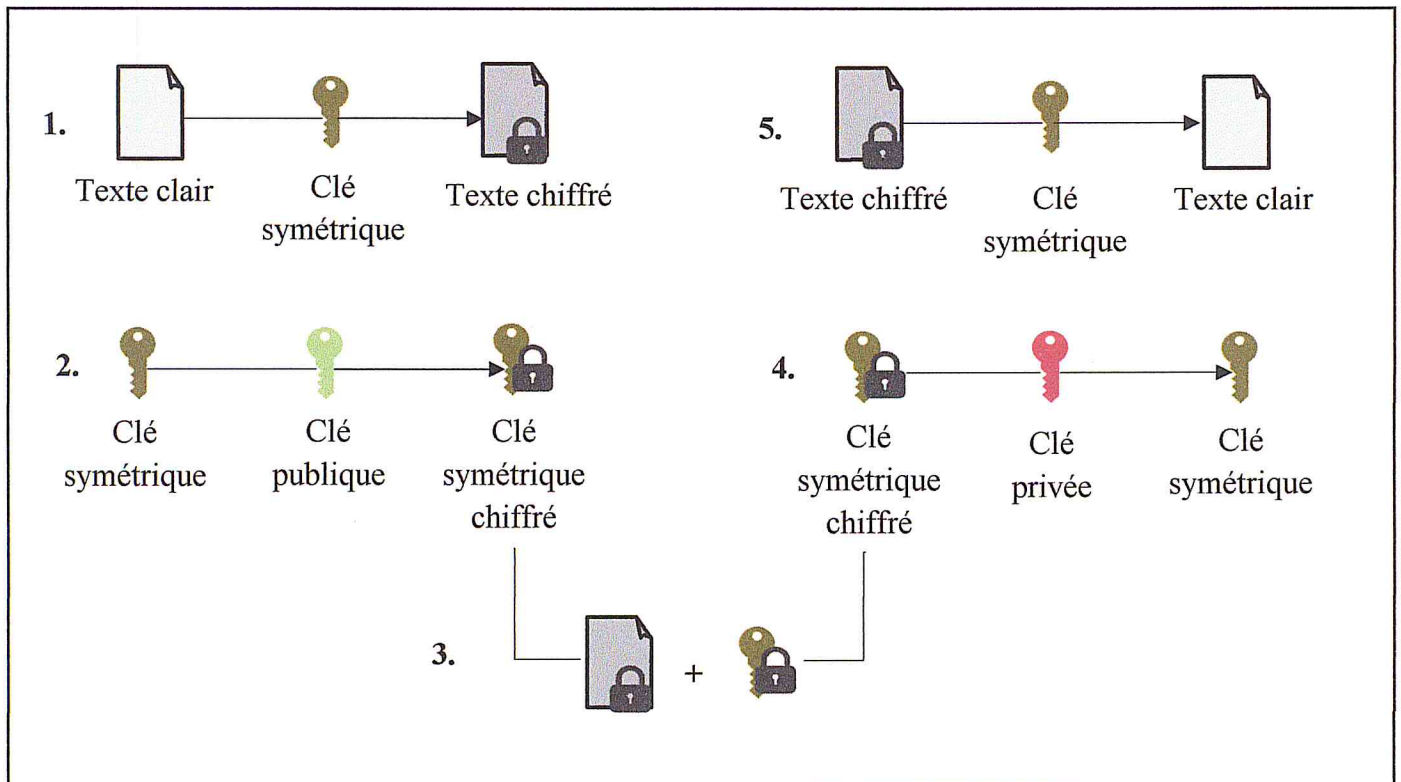 1.
Texte clair
Clé
symétrique
Texte chiffré
5.
Texte chiffré
Clé
symétrique
Texte clair
2.
Clé
symétrique
Clé
publique
Clé
symétrique
chiffré
4.
Clé
symétrique
chiffré
Clé
privée
Clé
symétrique
3.
+